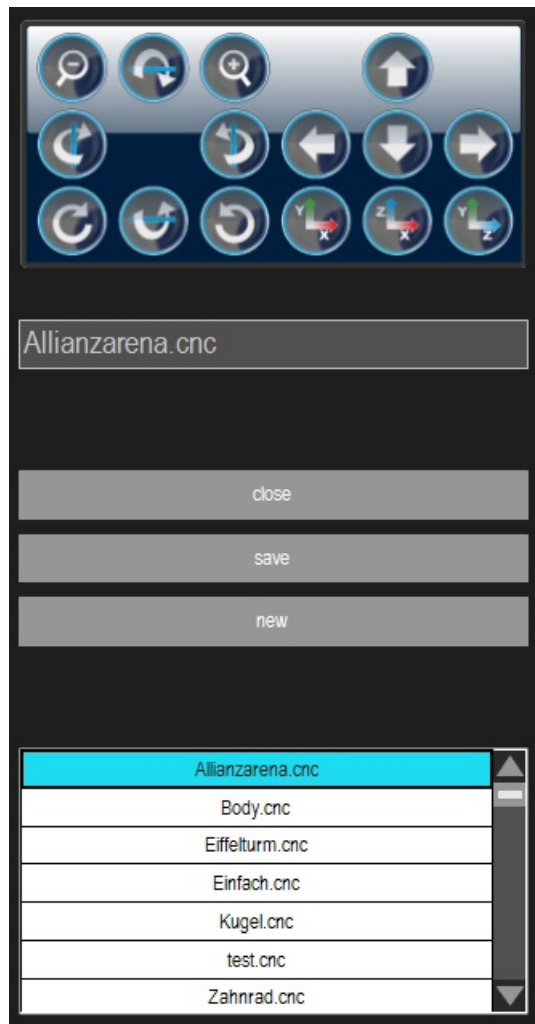 Y X
Z X
Y Z
Allianzarena.cnc
close
save
new
Allianzarena.cnc
Body.cnc
Eiffelturm.cnc
Einfach.cnc
Kugel.cnc
test.cnc
Zahnrad.cnc